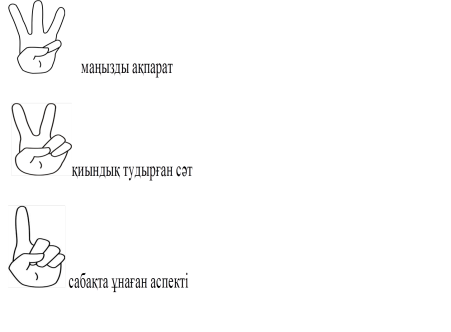 маңызды ақпарат
қиындық тудырған сәт
сабақта ұнаған аспекті